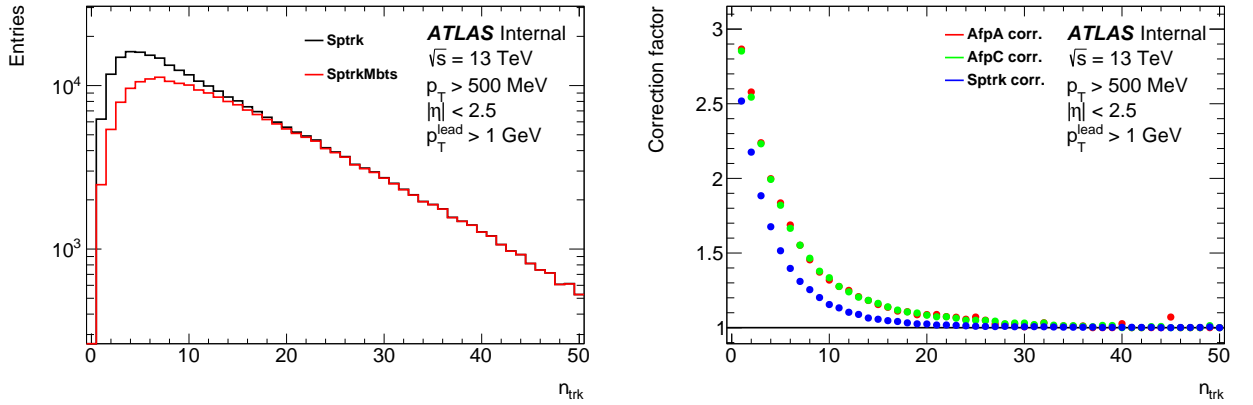 Entries
10^4
10^3
0 10 20 30 40 50
n_trk
Sptrk
SptrkMbts
ATLAS Internal
√s = 13 TeV
p_T > 500 MeV
|η| < 2.5
p_T^lead > 1 GeV
Correction factor
3
2.5
2
1.5
1
0 10 20 30 40 50
n_trk
AfpA corr.
AfpC corr.
Sptrk corr.
ATLAS Internal
√s = 13 TeV
p_T > 500 MeV
|η| < 2.5
p_T^lead > 1 GeV